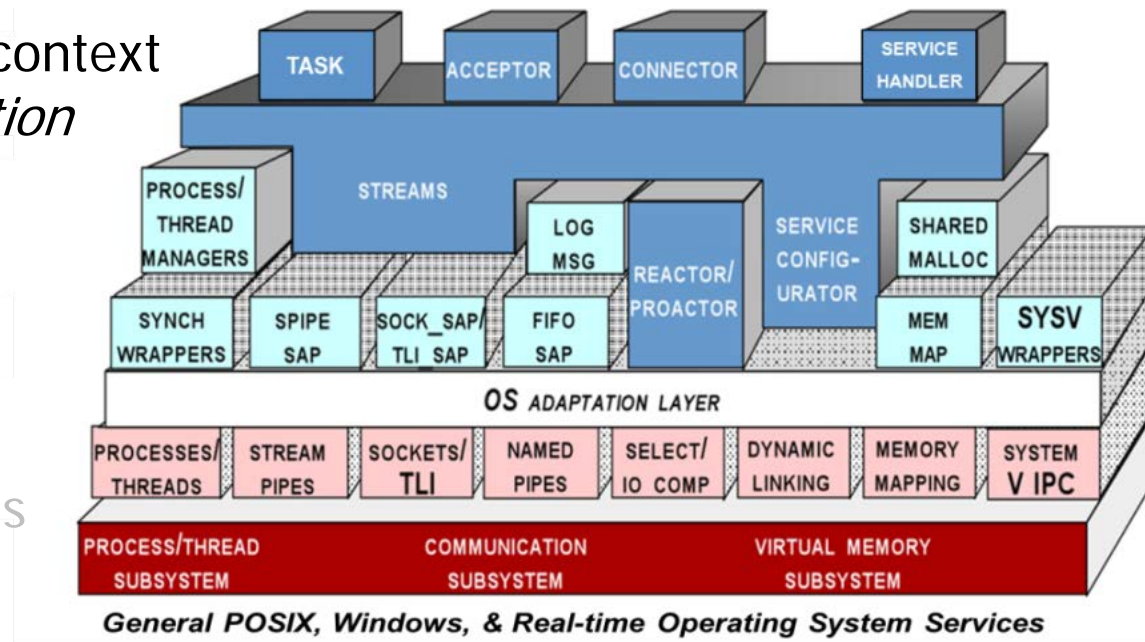 context
tion
TASK
ACCEPTOR
CONNECTOR
SERVICE
HANDLER
PROCESS/
THREAD
MANAGERS
STREAMS
LOG
MSG
REACTOR/
PROACTOR
SERVICE
CONFIG-
URATOR
SHARED
MALLOC
SYNCH
WRAPPERS
SPIPE
SAP
SOCK_SAP/
TLI_SAP
FIFO
SAP
MEM
MAP
SYSV
WRAPPERS
OS ADAPTATION LAYER
PROCESSES/
THREADS
STREAM
PIPES
SOCKETS/
TLI
NAMED
PIPES
SELECT/
IO COMP
DYNAMIC
LINKING
MEMORY
MAPPING
SYSTEM
V IPC
s
PROCESS/THREAD
SUBSYSTEM
COMMUNICATION
SUBSYSTEM
VIRTUAL MEMORY
SUBSYSTEM
General POSIX, Windows, & Real-time Operating System Services